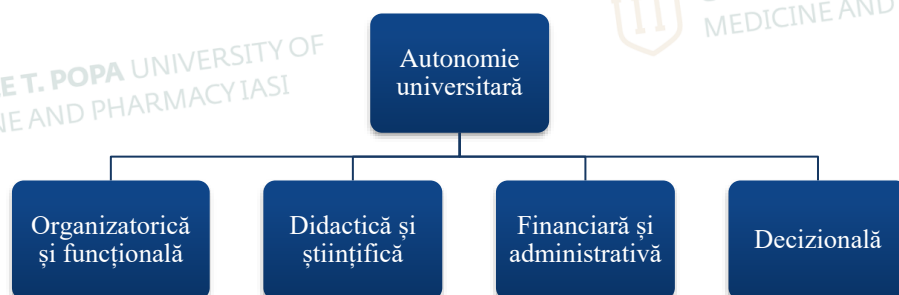 E T. POPA UNIVERSITY OF
NE AND PHARMACY IASI
MEDICINE AND
Autonomie
universitară
Organizatorică
și funcțională
Didactică și
științifică
Financiară și
administrativă
Decizională